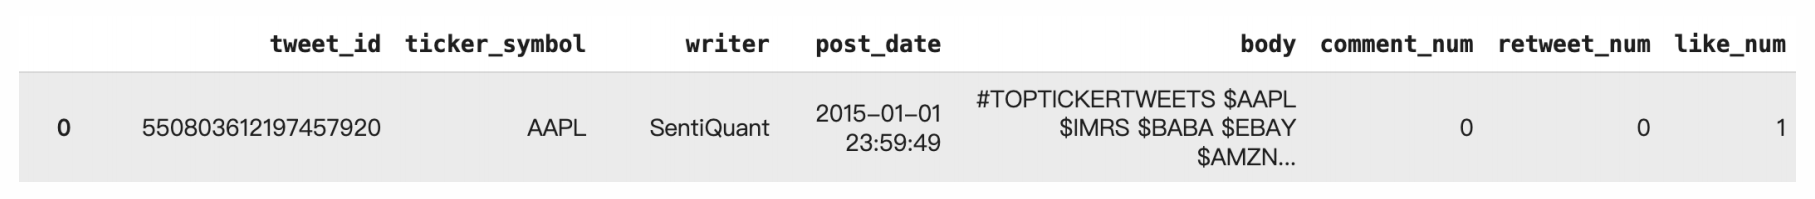 tweet_id ticker_symbol writer post_date body comment_num retweet_num like_num
0 550803612197457920 AAPL SentiQuant 2015-01-01 23:59:49 #TOPTICKERTWEETS $AAPL $IMRS $BABA $EBAY $AMZN... 0 0 1